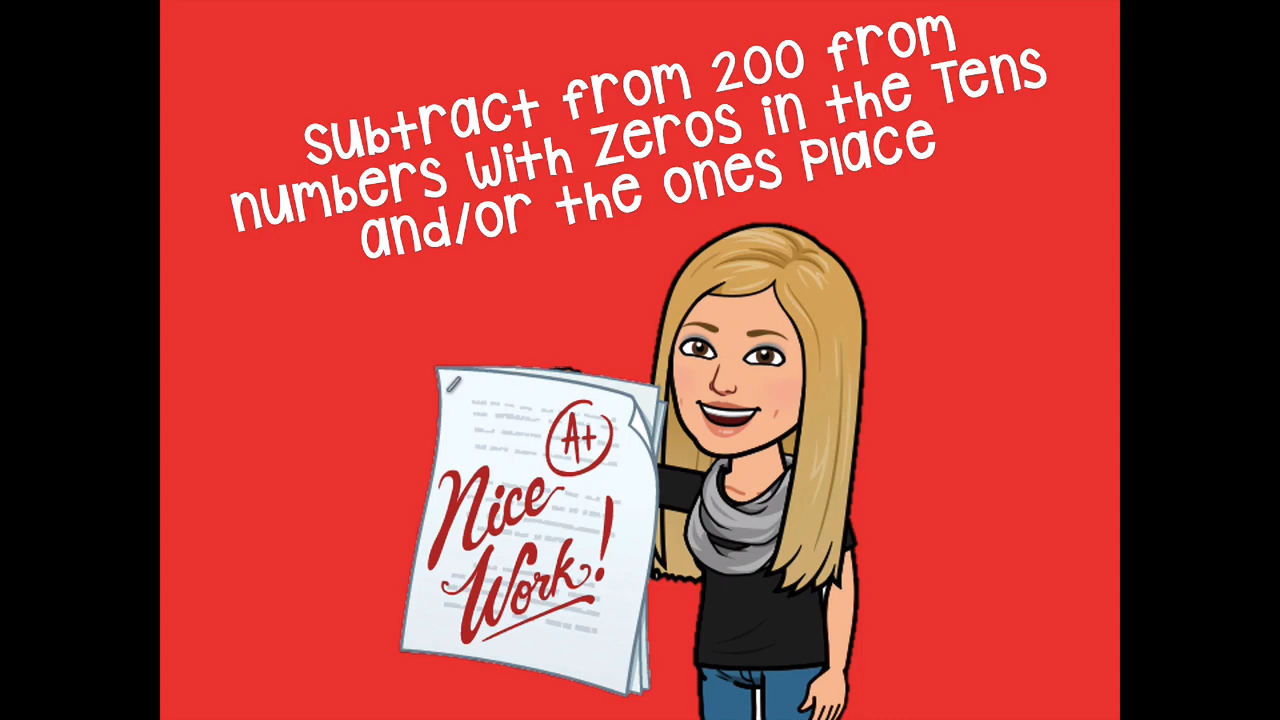 Subtract from 200 from
numbers with zeros in the Tens
and/or the ones Place
A+
Nice
Work!